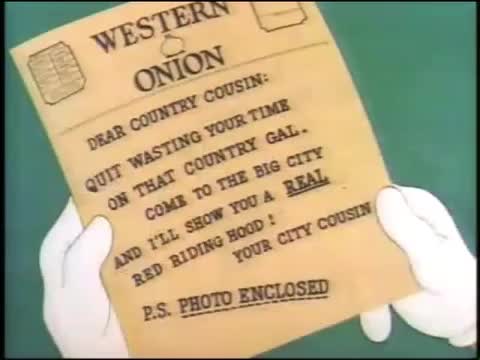 WESTERN
ONION
DEAR COUNTRY COUSIN:
QUIT WASTING YOUR TIME
ON THAT COUNTRY GAL.
COME TO THE BIG CITY
AND I'LL SHOW YOU A REAL
RED RIDING HOOD!
YOUR CITY COUSIN
P.S. PHOTO ENCLOSED